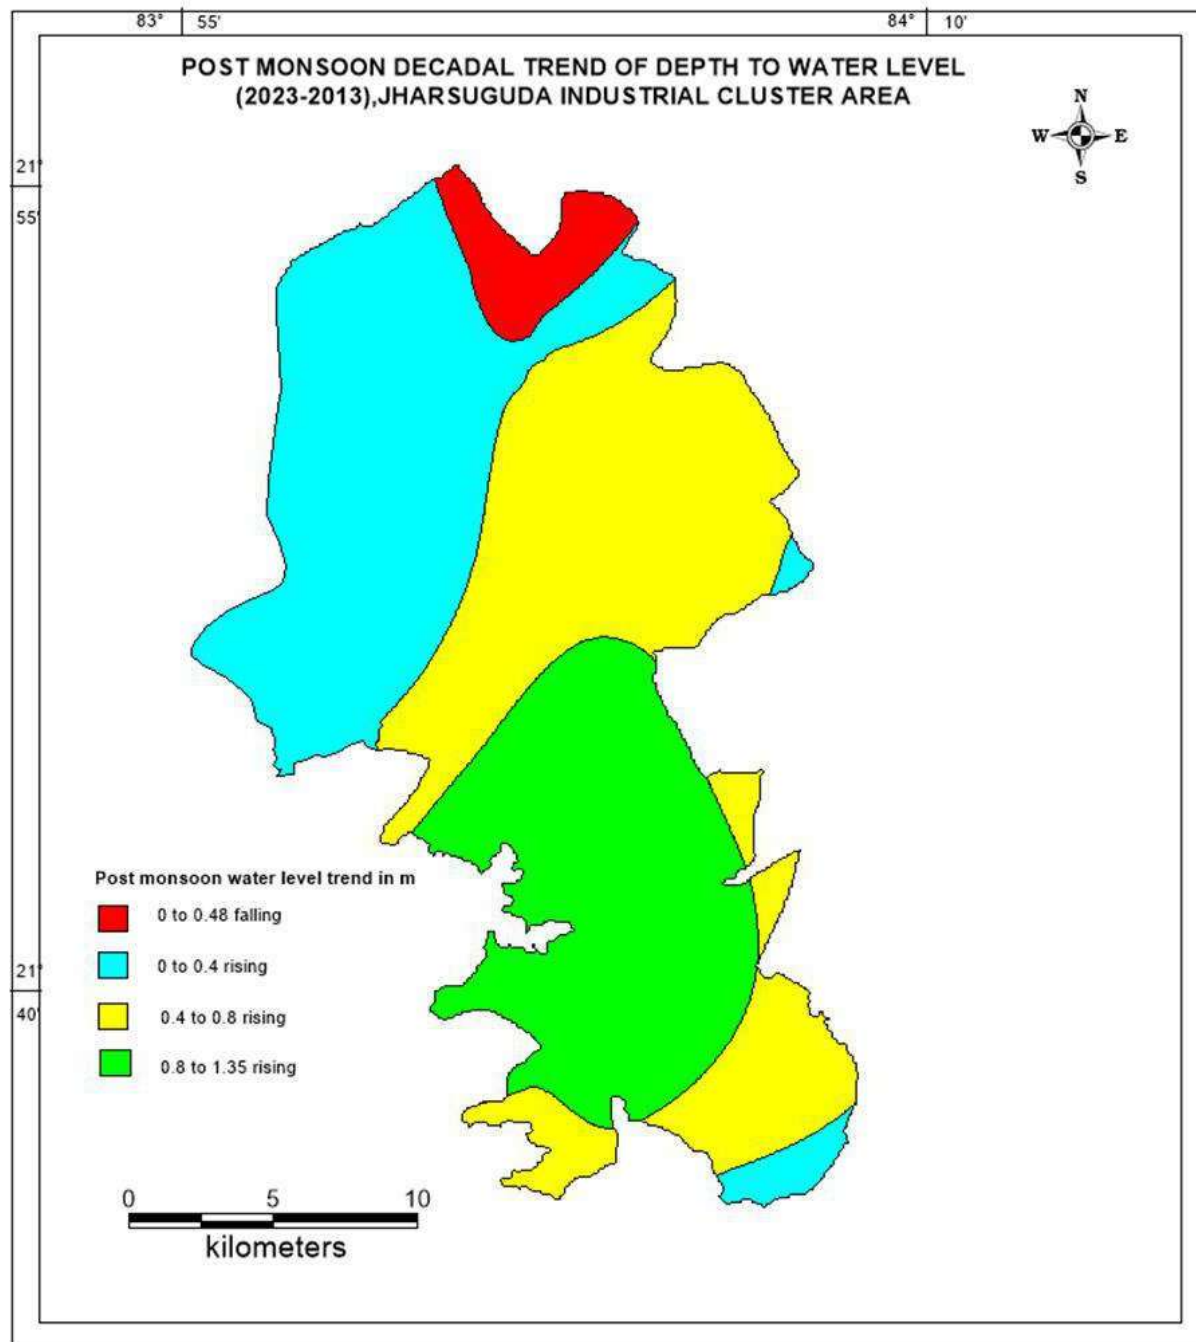 83° 55' 84° 10'
POST MONSOON DECADAL TREND OF DEPTH TO WATER LEVEL
(2023-2013),JHARSUGUDA INDUSTRIAL CLUSTER AREA
N
W E
S
21°
55'
Post monsoon water level trend in m
0 to 0.48 falling
0 to 0.4 rising
0.4 to 0.8 rising
0.8 to 1.35 rising
21°
40'
0 5 10
kilometers